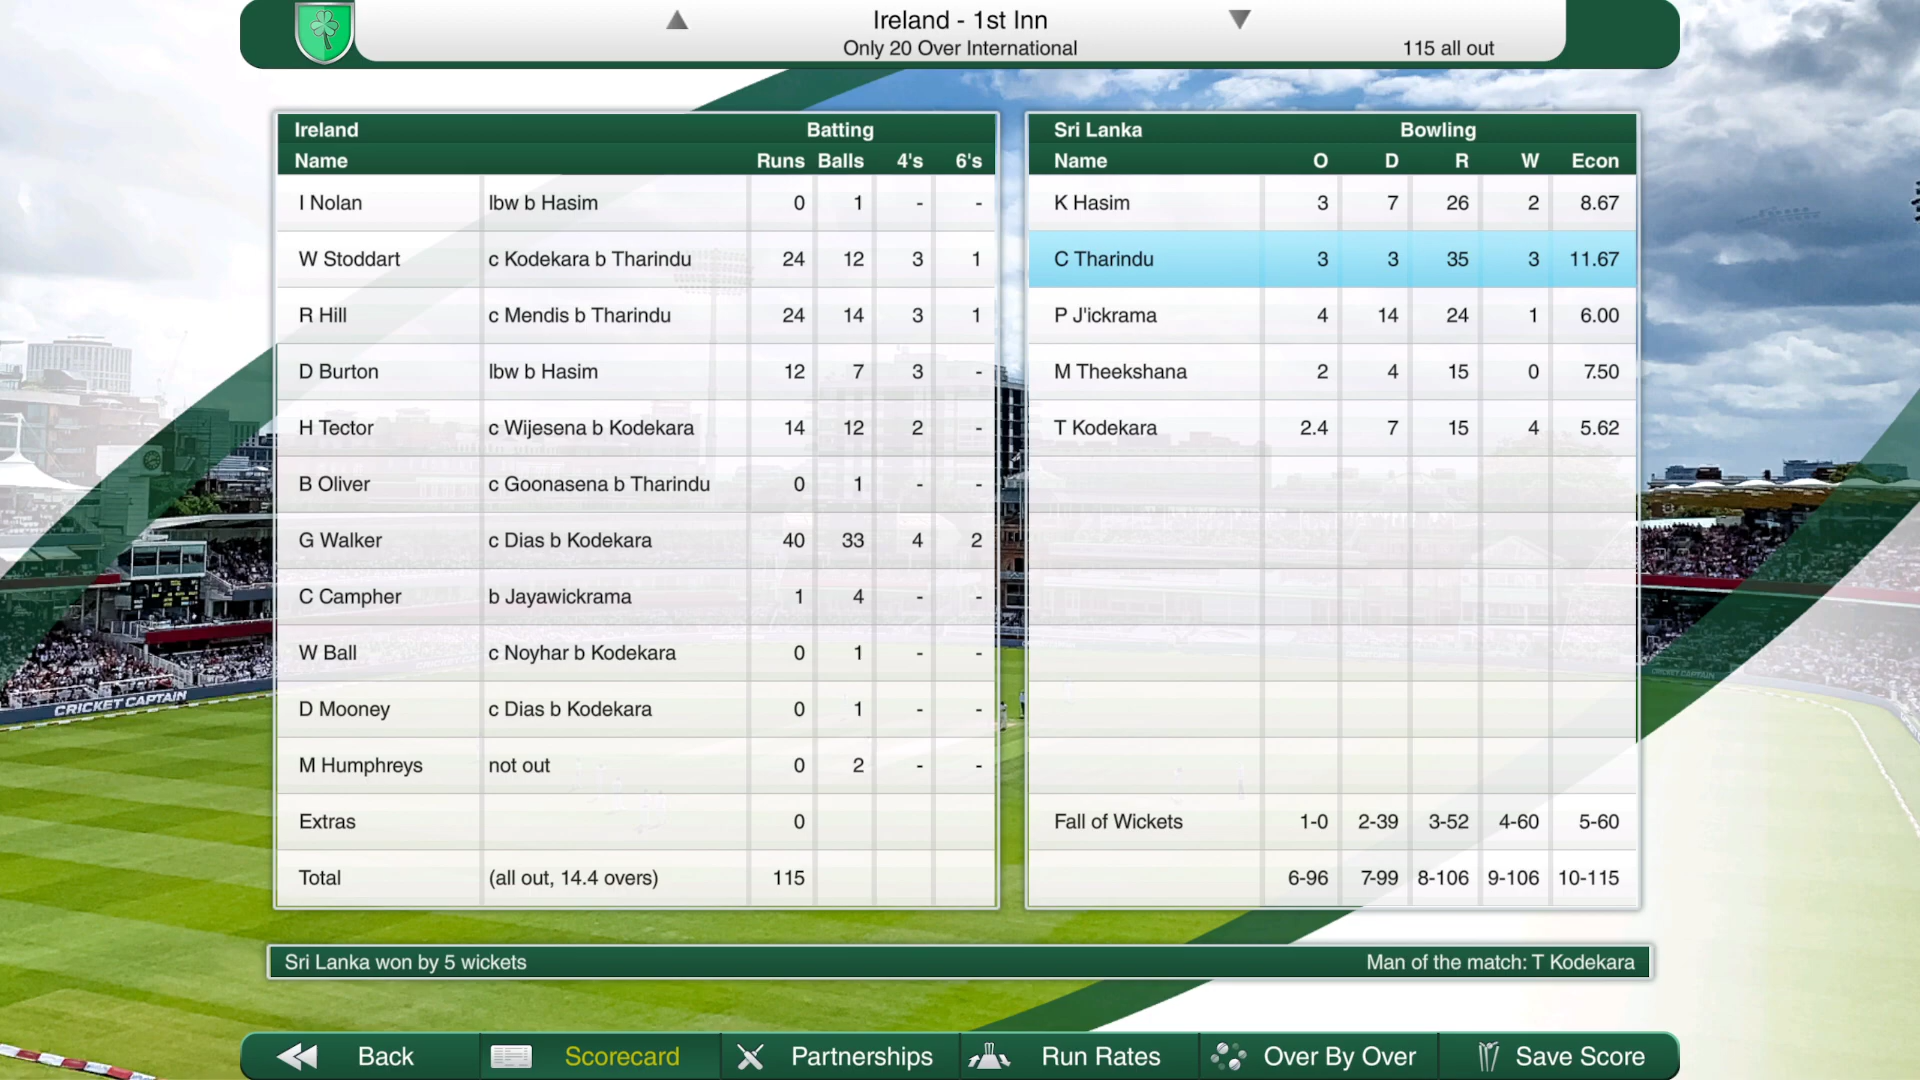 Ireland - 1st Inn
Only 20 Over International
115 all out
Ireland Batting
Name Runs Balls 4's 6's
I Nolan lbw b Hasim 0 1 - -
W Stoddart c Kodekara b Tharindu 24 12 3 1
R Hill c Mendis b Tharindu 24 14 3 1
D Burton lbw b Hasim 12 7 3 -
H Tector c Wijesena b Kodekara 14 12 2 -
B Oliver c Goonasena b Tharindu 0 1 - -
G Walker c Dias b Kodekara 40 33 4 2
C Campher b Jayawickrama 1 4 - -
W Ball c Noyhar b Kodekara 0 1 - -
D Mooney c Dias b Kodekara 0 1 - -
M Humphreys not out 0 2 - -
Extras 0
Total (all out, 14.4 overs) 115
Sri Lanka Bowling
Name O D R W Econ
K Hasim 3 7 26 2 8.67
C Tharindu 3 3 35 3 11.67
P J'ickrama 4 14 24 1 6.00
M Theekshana 2 4 15 0 7.50
T Kodekara 2.4 7 15 4 5.62
Fall of Wickets 1-0 2-39 3-52 4-60 5-60
6-96 7-99 8-106 9-106 10-115
CRICKET CAPTAIN
CRICKET CAPTAIN
Sri Lanka won by 5 wickets
Man of the match: T Kodekara
Back Scorecard Partnerships Run Rates Over By Over Save Score